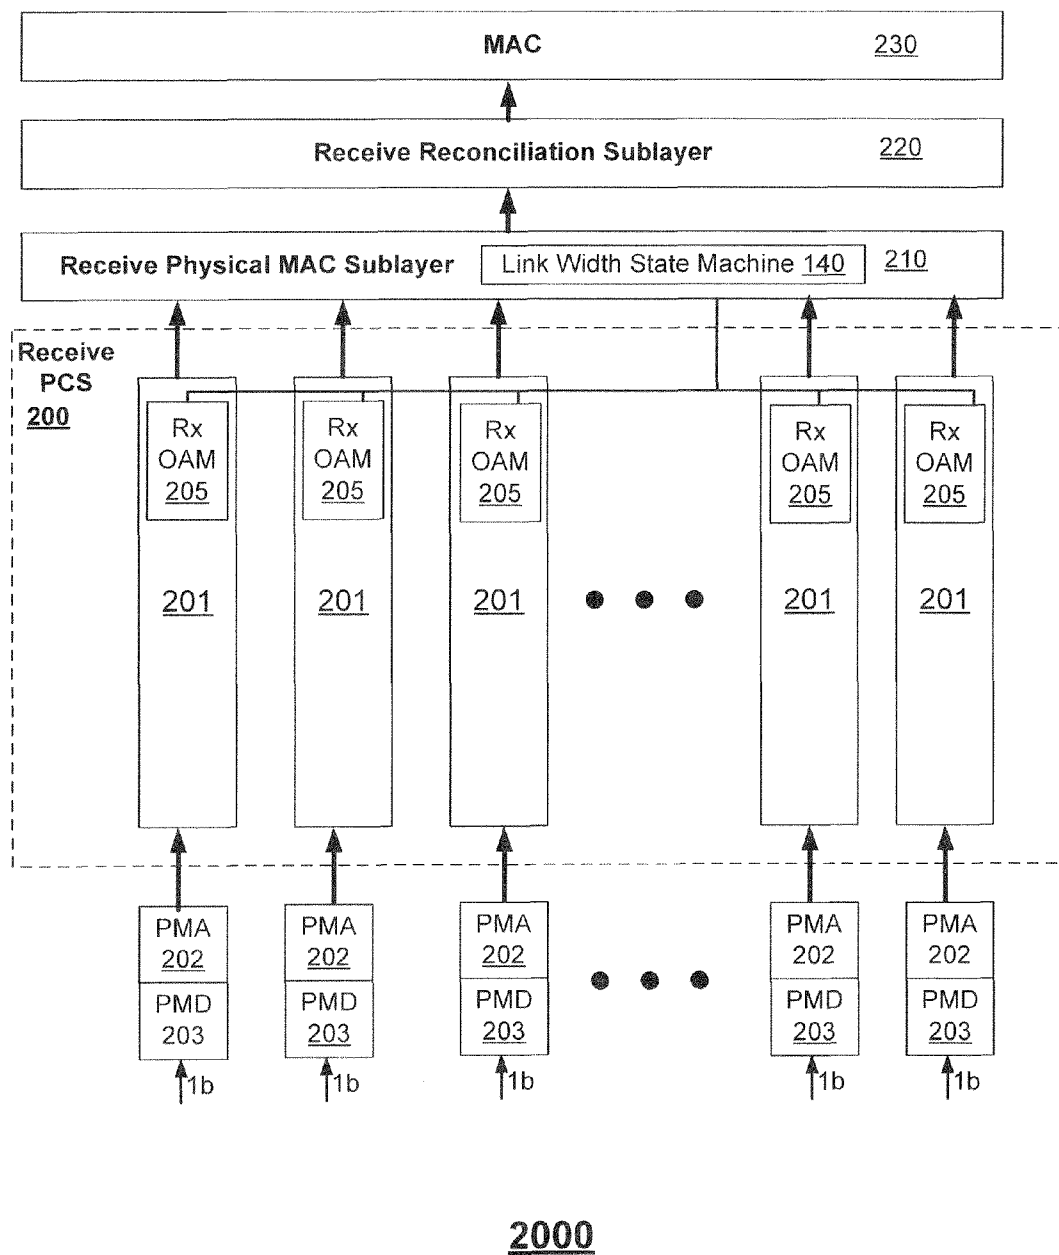 MAC 230
Receive Reconciliation Sublayer 220
Receive Physical MAC Sublayer Link Width State Machine 140 210
Receive
PCS
200
Rx Rx Rx Rx Rx
OAM OAM OAM OAM OAM
205 205 205 205 205
201 201 201 201 201
PMA PMA PMA PMA PMA
202 202 202 202 202
PMD PMD PMD PMD PMD
203 203 203 203 203
1b 1b 1b 1b 1b
2000